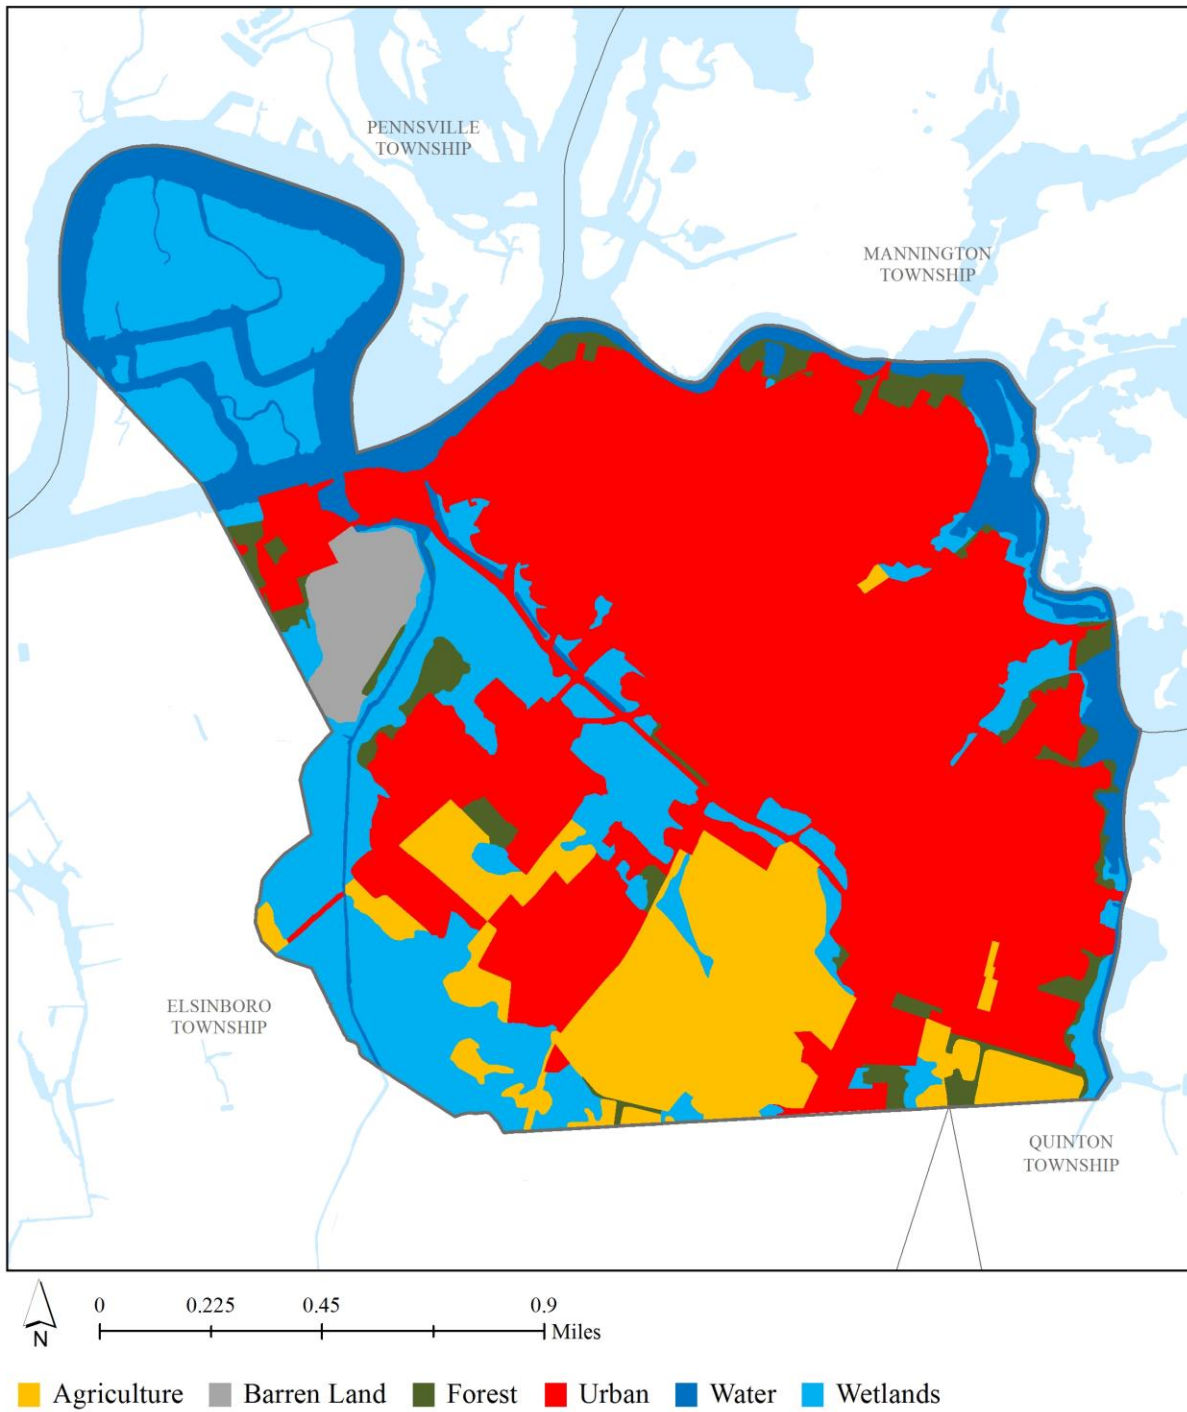 PENNSVILLE
TOWNSHIP
MANNINGTON
TOWNSHIP
ELSINBORO
TOWNSHIP
QUINTON
TOWNSHIP
0 0.225 0.45 0.9
Miles
N
Agriculture Barren Land Forest Urban Water Wetlands